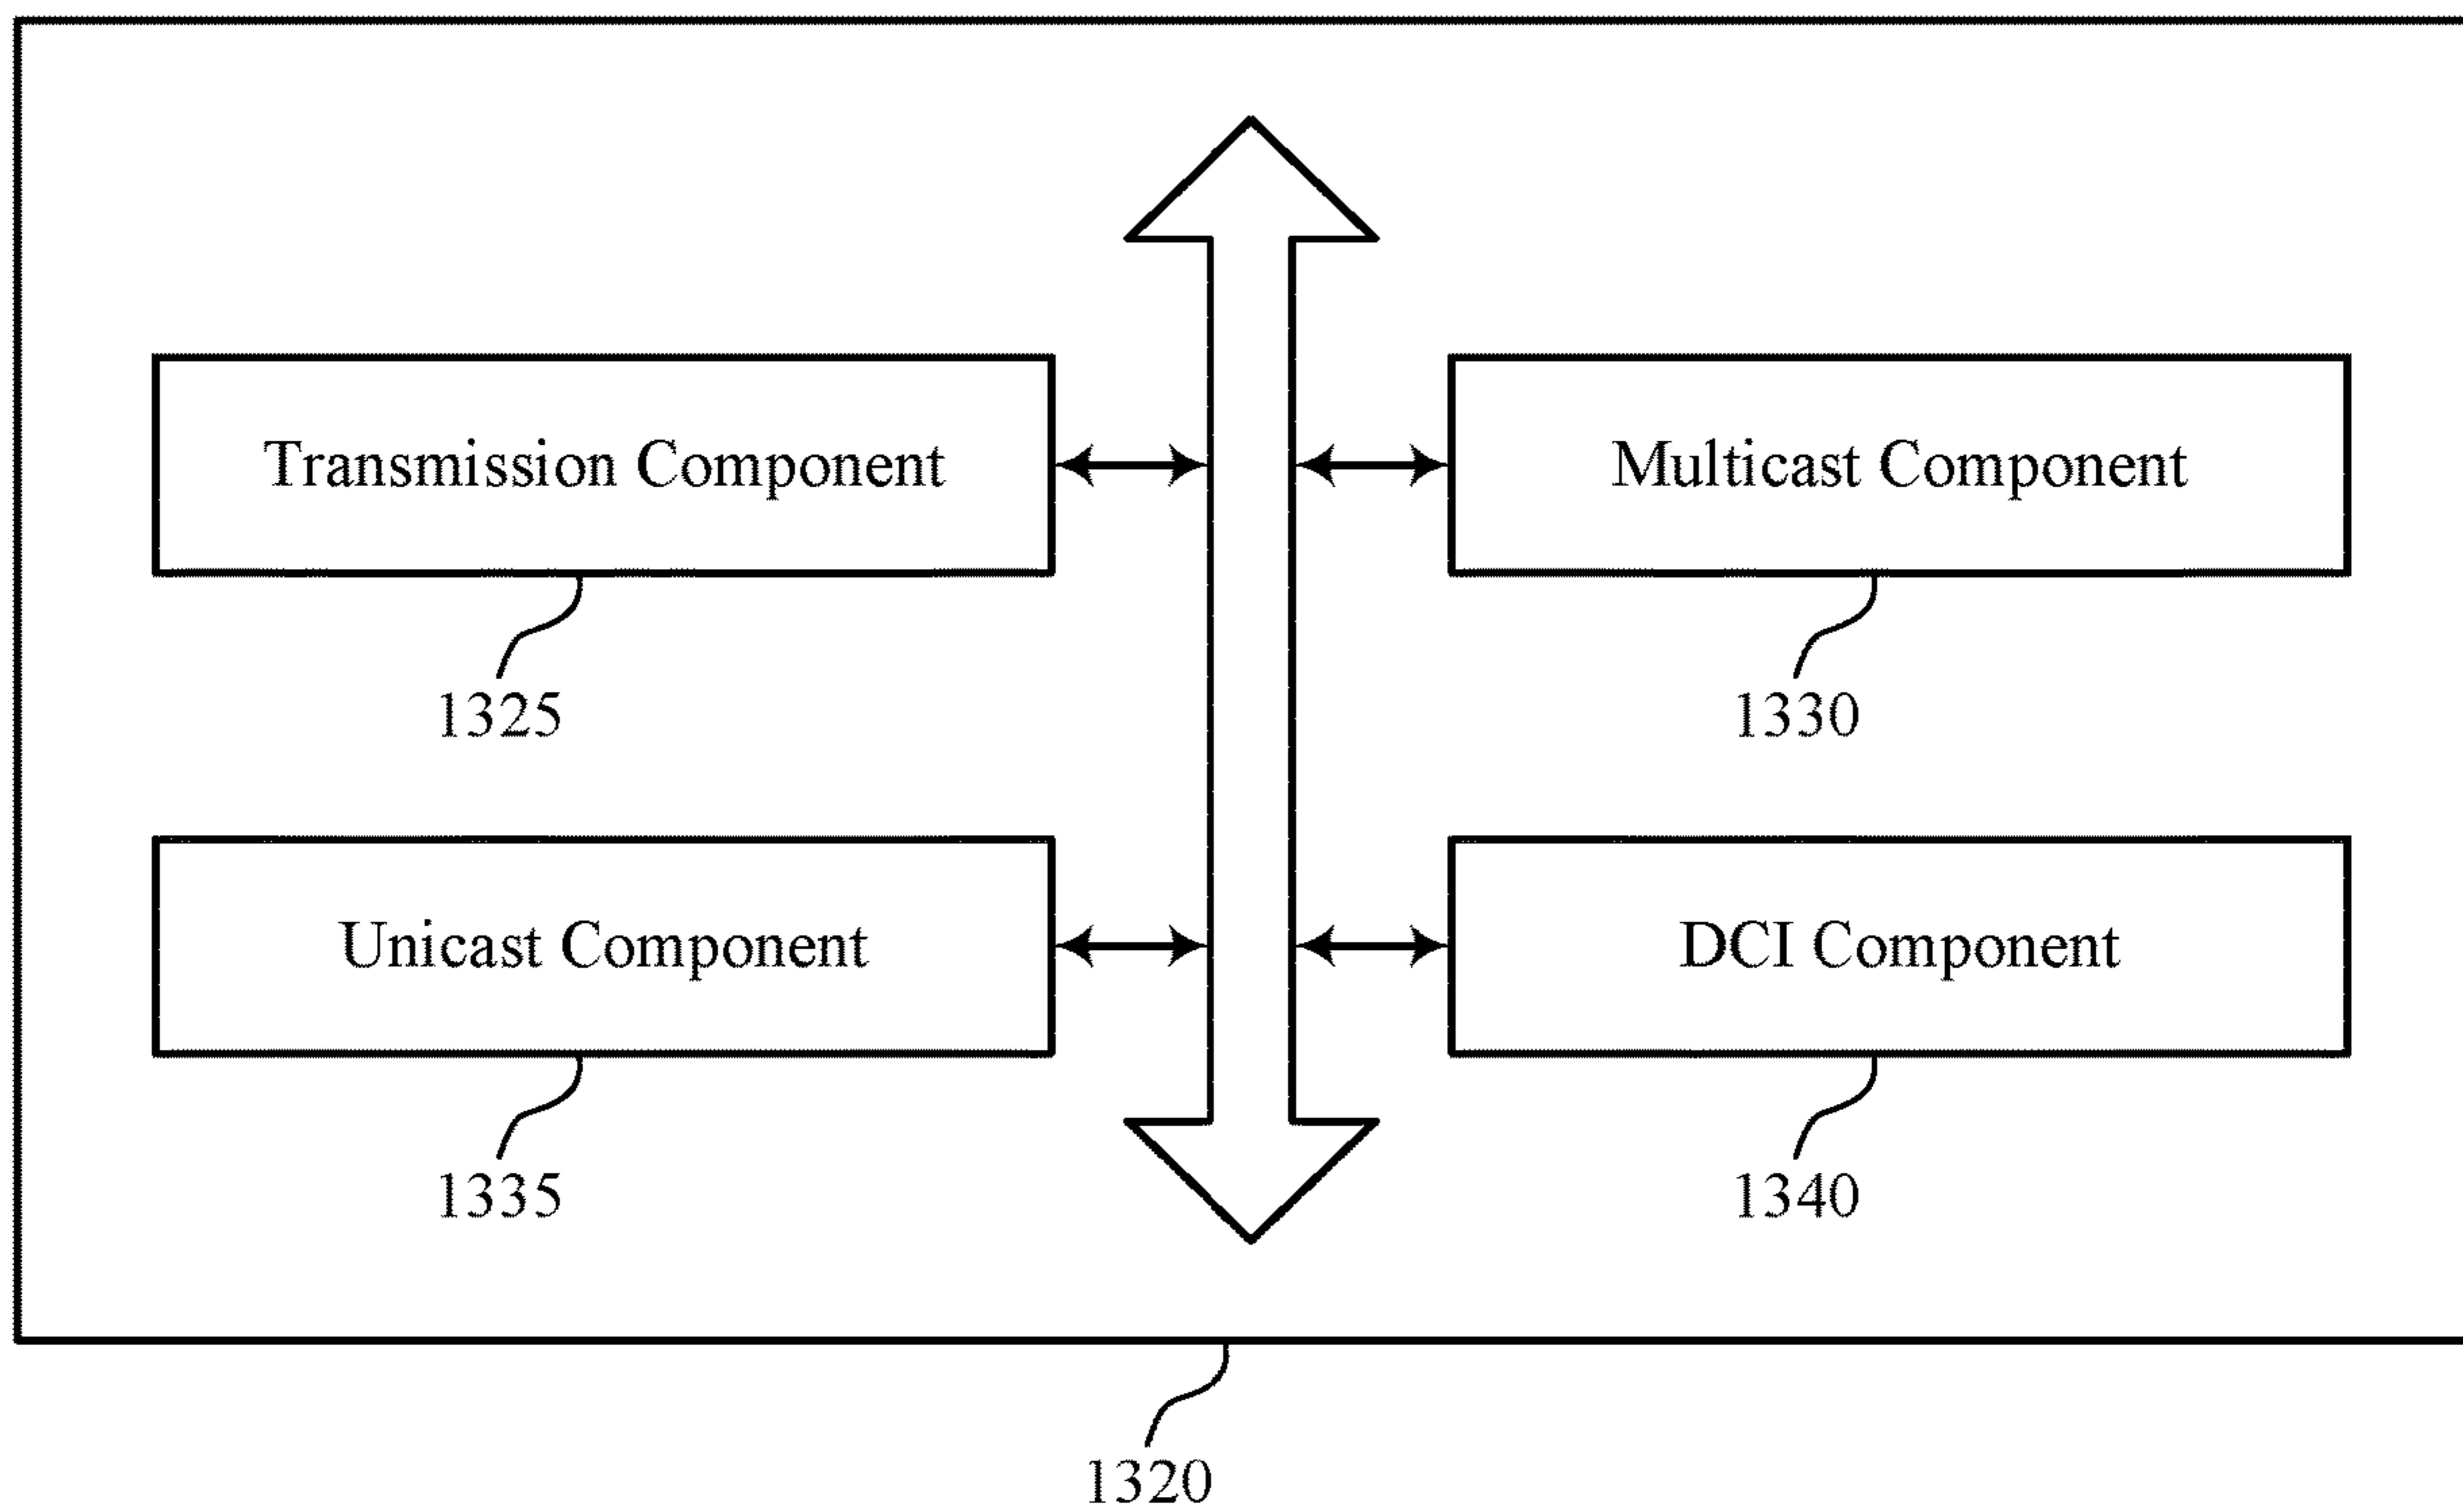 Transmission Component
Multicast Component
1325
1330
Unicast Component
DCI Component
1335
1340
1320